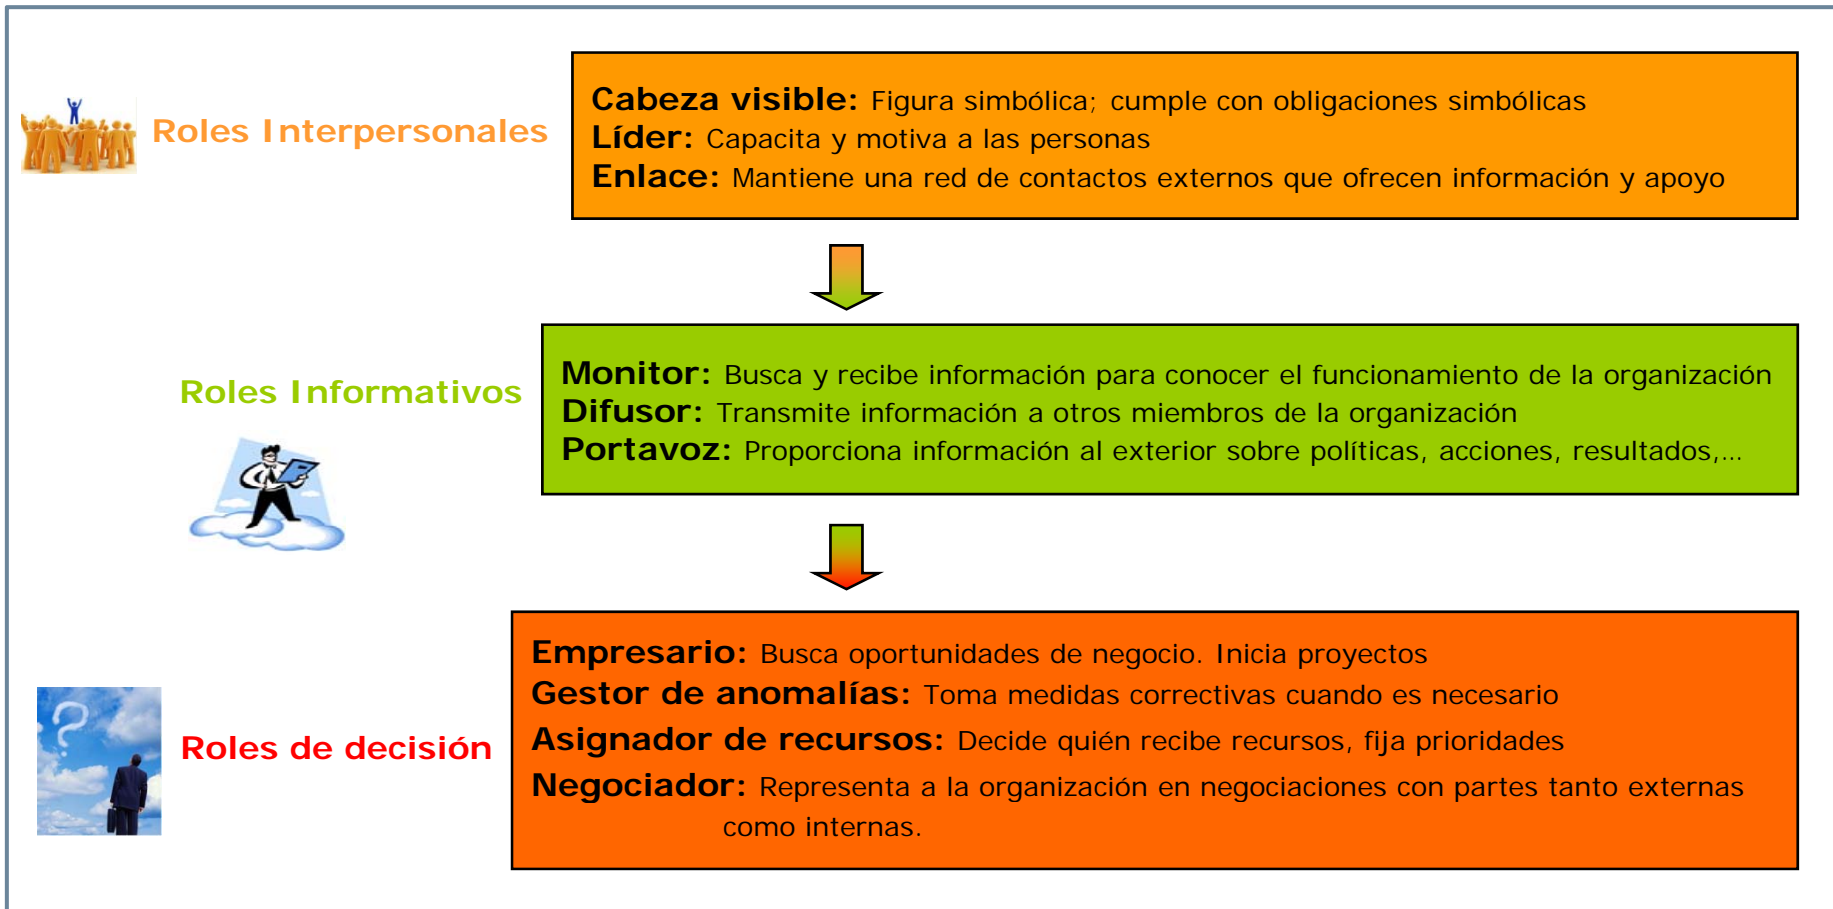 Roles Interpersonales
Cabeza visible: Figura simbólica; cumple con obligaciones simbólicas
Líder: Capacita y motiva a las personas
Enlace: Mantiene una red de contactos externos que ofrecen información y apoyo
Roles Informativos
Monitor: Busca y recibe información para conocer el funcionamiento de la organización
Difusor: Transmite información a otros miembros de la organización
Portavoz: Proporciona información al exterior sobre políticas, acciones, resultados,...
Roles de decisión
Empresario: Busca oportunidades de negocio. Inicia proyectos
Gestor de anomalías: Toma medidas correctivas cuando es necesario
Asignador de recursos: Decide quién recibe recursos, fija prioridades
Negociador: Representa a la organización en negociaciones con partes tanto externas
como internas.
?